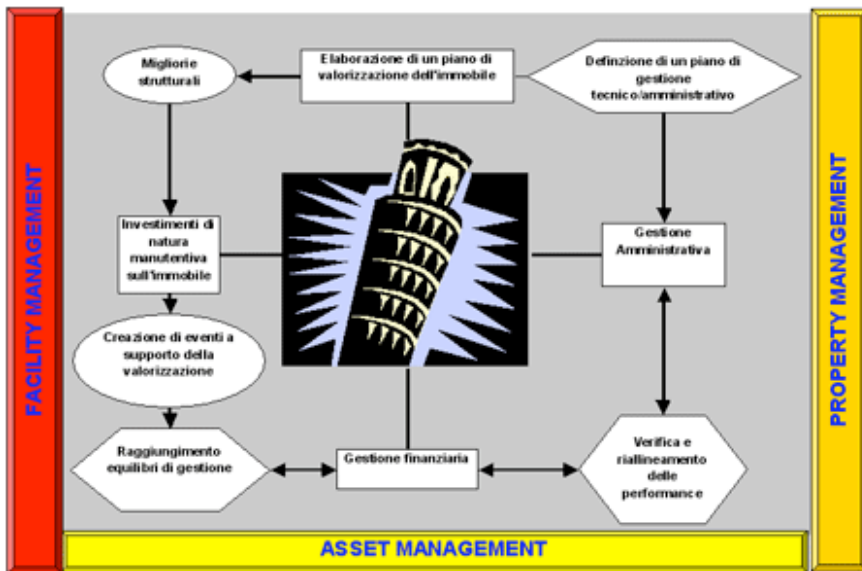 FACILITY MANAGEMENT
Migliorie
strutturali
Elaborazione di un piano di
valorizzazione dell'immobile
Definzione di un piano di
gestione
tecnico/amministrativo
Investimenti di
natura
manutentiva
sull'immobile
Gestione
Amministrativa
Creazione di eventi a
supporto della
valorizzazione
Raggiungimento
equilibri di gestione
Gestione finanziaria
Verifica e
riallineamento
delle
performance
PROPERTY MANAGEMENT
ASSET MANAGEMENT